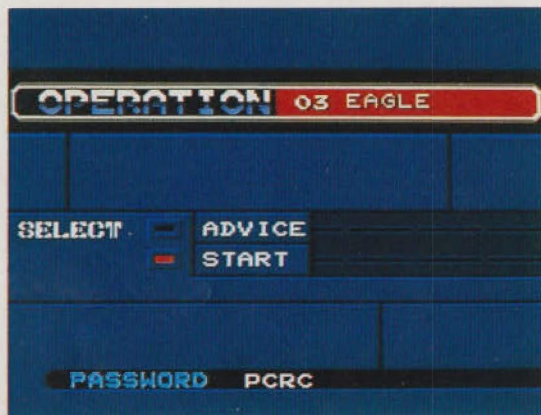 OPERATION 03 EAGLE
SELECT ADVICE
START
PASSWORD PCRC